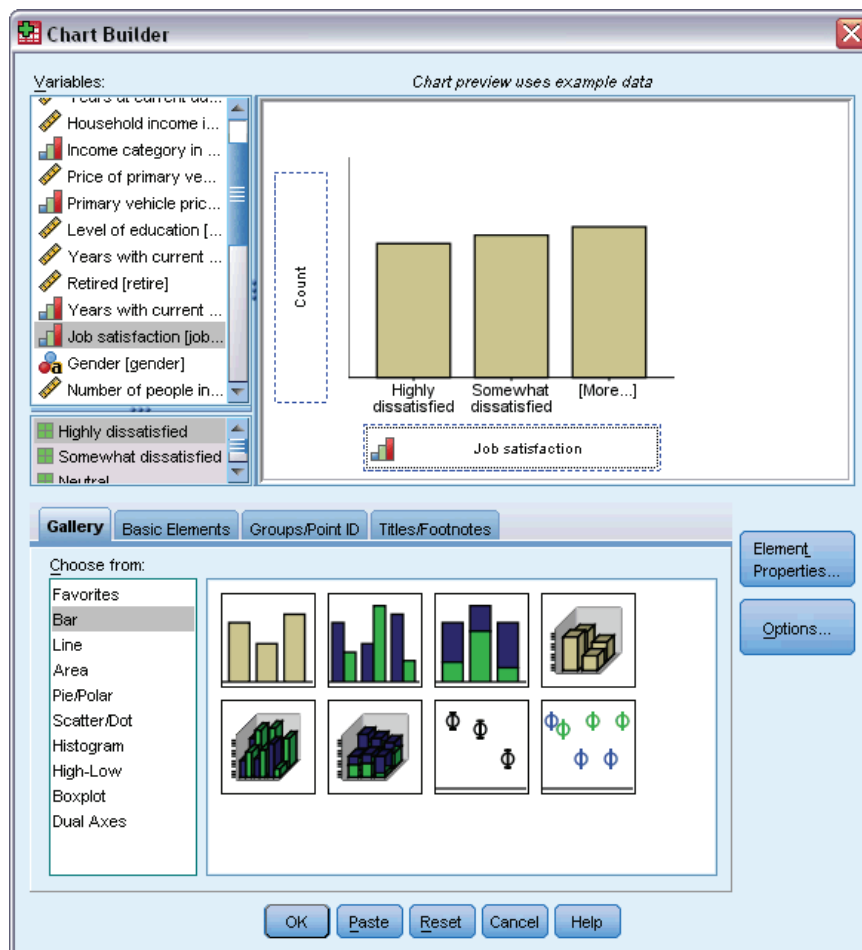 Chart Builder
Variables:
Chart preview uses example data
Household income i...
Income category in ...
Price of primary ve...
Primary vehicle pric...
Level of education [...
Years with current ...
Retired [retire]
Years with current ...
Job satisfaction [job...
Gender [gender]
Number of people in...
Highly dissatisfied
Somewhat dissatisfied
Neutral
Count
Highly dissatisfied
Somewhat dissatisfied
[More...]
Job satisfaction
Gallery
Basic Elements
Groups/Point ID
Titles/Footnotes
Choose from:
Favorites
Bar
Line
Area
Pie/Polar
Scatter/Dot
Histogram
High-Low
Boxplot
Dual Axes
Element Properties...
Options...
OK
Paste
Reset
Cancel
Help